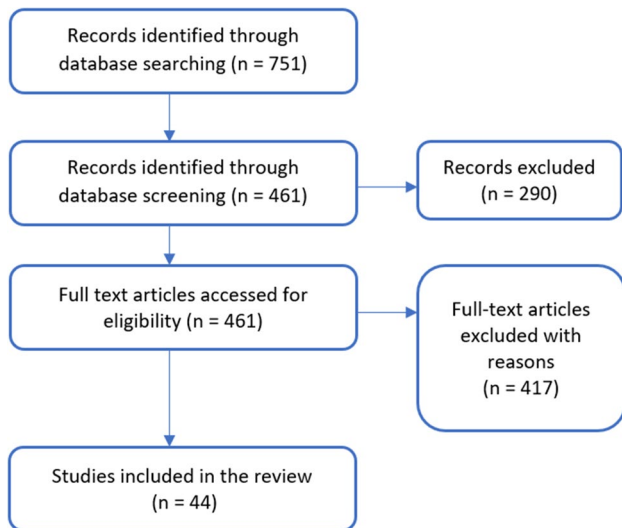 Records identified through
database searching (n = 751)
Records identified through
database screening (n = 461)
Records excluded
(n = 290)
Full text articles accessed for
eligibility (n = 461)
Full-text articles
excluded with
reasons
(n = 417)
Studies included in the review
(n = 44)